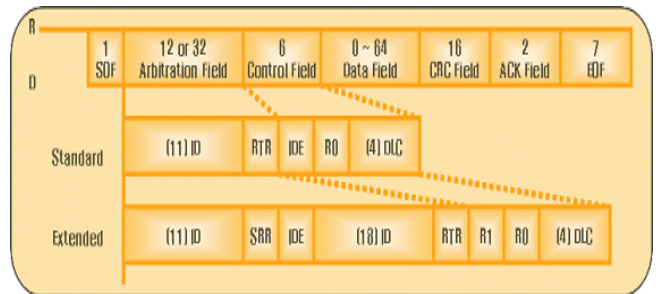 R
1 12 or 32 6 0 ~ 64 16 2 7
SOF Arbitration Field Control Field Data Field CRC Field ACK Field EOF
D
Standard (11) ID RTR IDE R0 (4) DLC
Extended (11) ID SRR IDE (18) ID RTR R1 R0 (4) DLC